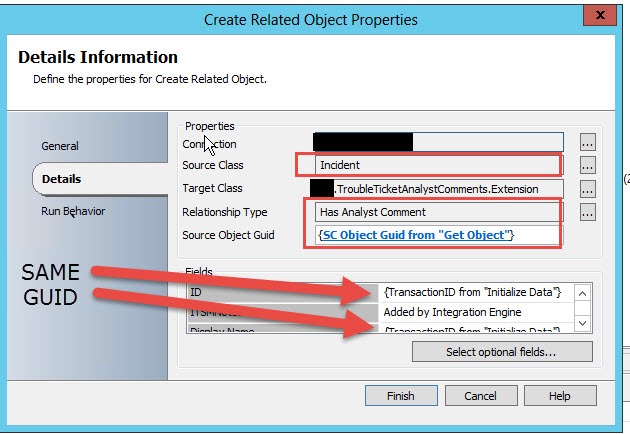 Create Related Object Properties
x
Details Information
Define the properties for Create Related Object.
General
Details
Run Behavior
Properties
Connection
...
Source Class
Incident
...
Target Class
.TroubleTicketAnalystComments.Extension
...
Relationship Type
Has Analyst Comment
...
Source Object Guid
{SC Object Guid from "Get Object"}
SAME
GUID
Fields
ID
{TransactionID from "Initialize Data"}
Added by Integration Engine
Display Name
{TransactionID from "Initialize Data"}
Select optional fields...
Finish
Cancel
Help